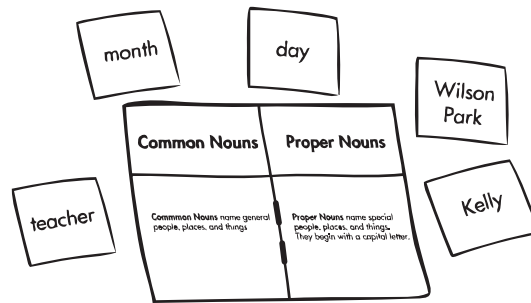 month
day
Wilson
Park
Common Nouns
Proper Nouns
teacher
Commmon Nouns name general
people, places, and things
Proper Nouns name special
people, places, and things.
They begin with a capital letter.
Kelly